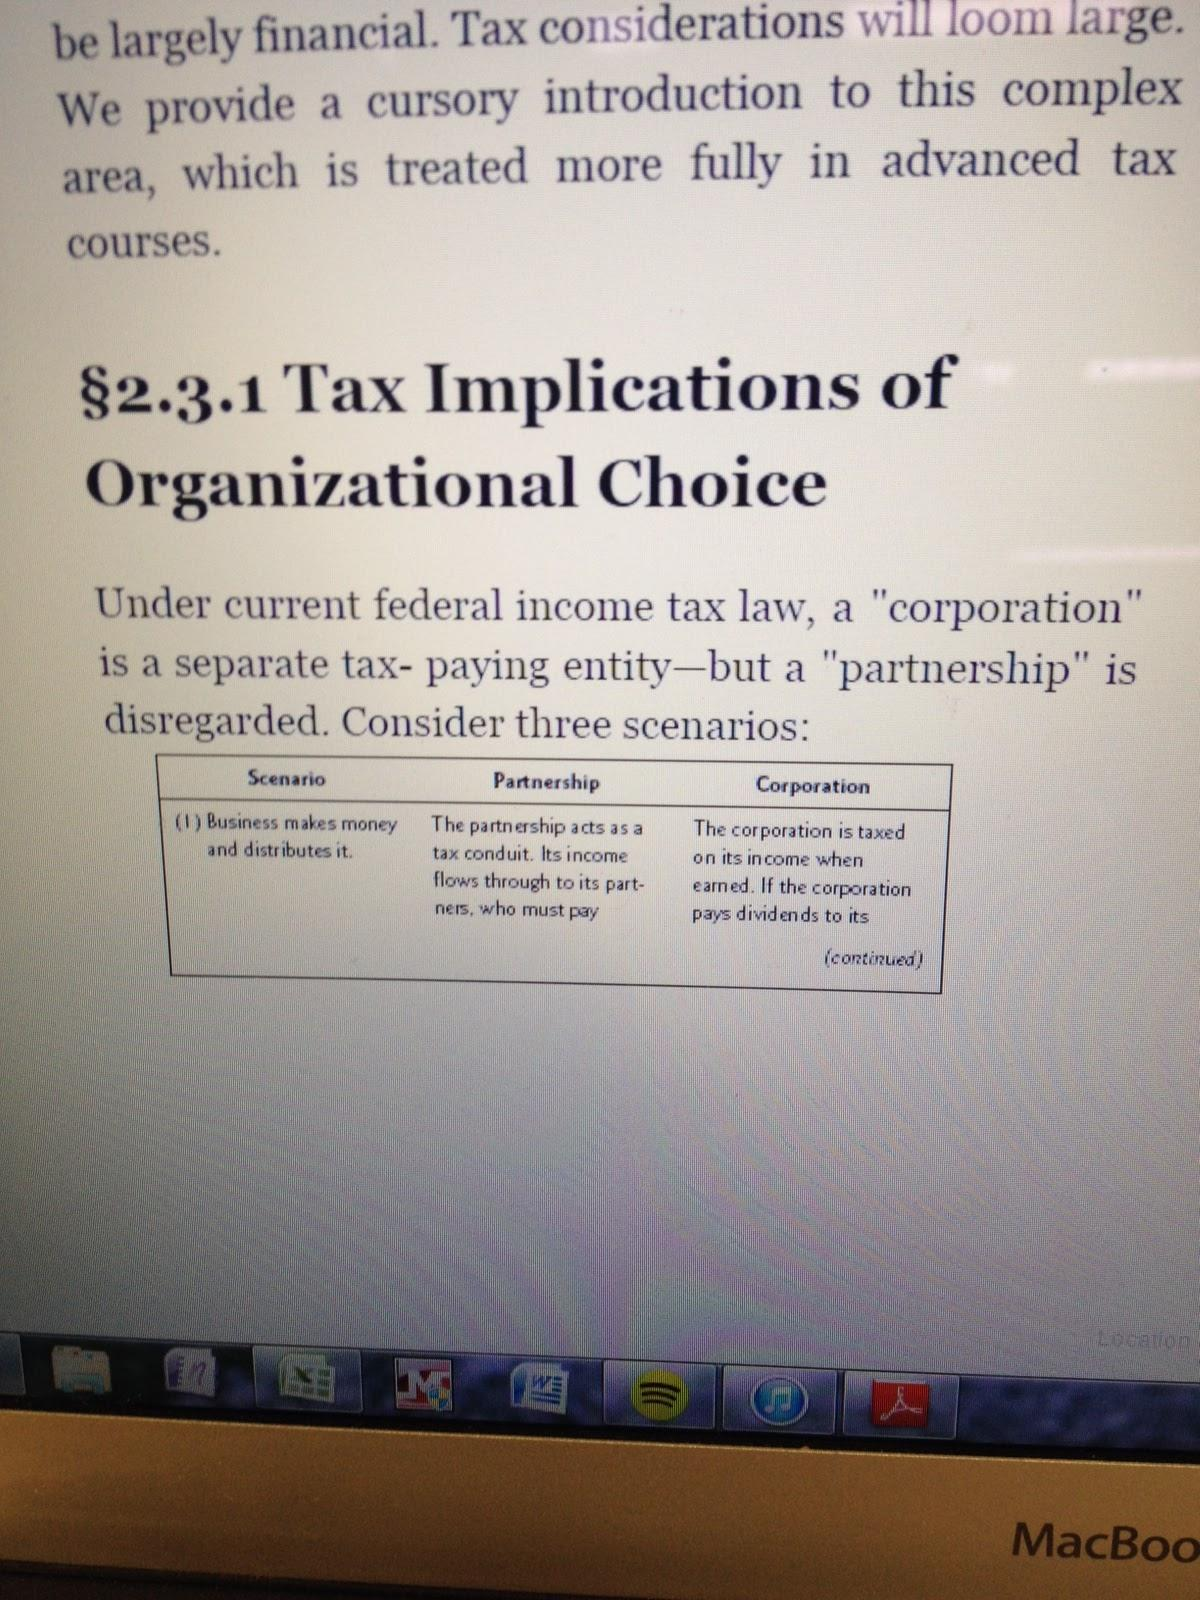 be largely financial. Tax considerations will loom large.
We provide a cursory introduction to this complex
area, which is treated more fully in advanced tax
courses.
§2.3.1 Tax Implications of
Organizational Choice
Under current federal income tax law, a "corporation"
is a separate tax- paying entity—but a "partnership" is
disregarded. Consider three scenarios:
Scenario Partnership Corporation
(1) Business makes money
and distributes it.
The partnership acts as a
tax conduit. Its income
flows through to its part-
ners, who must pay
The corporation is taxed
on its income when
earned. If the corporation
pays dividends to its
(continued)
Location
MacBoo